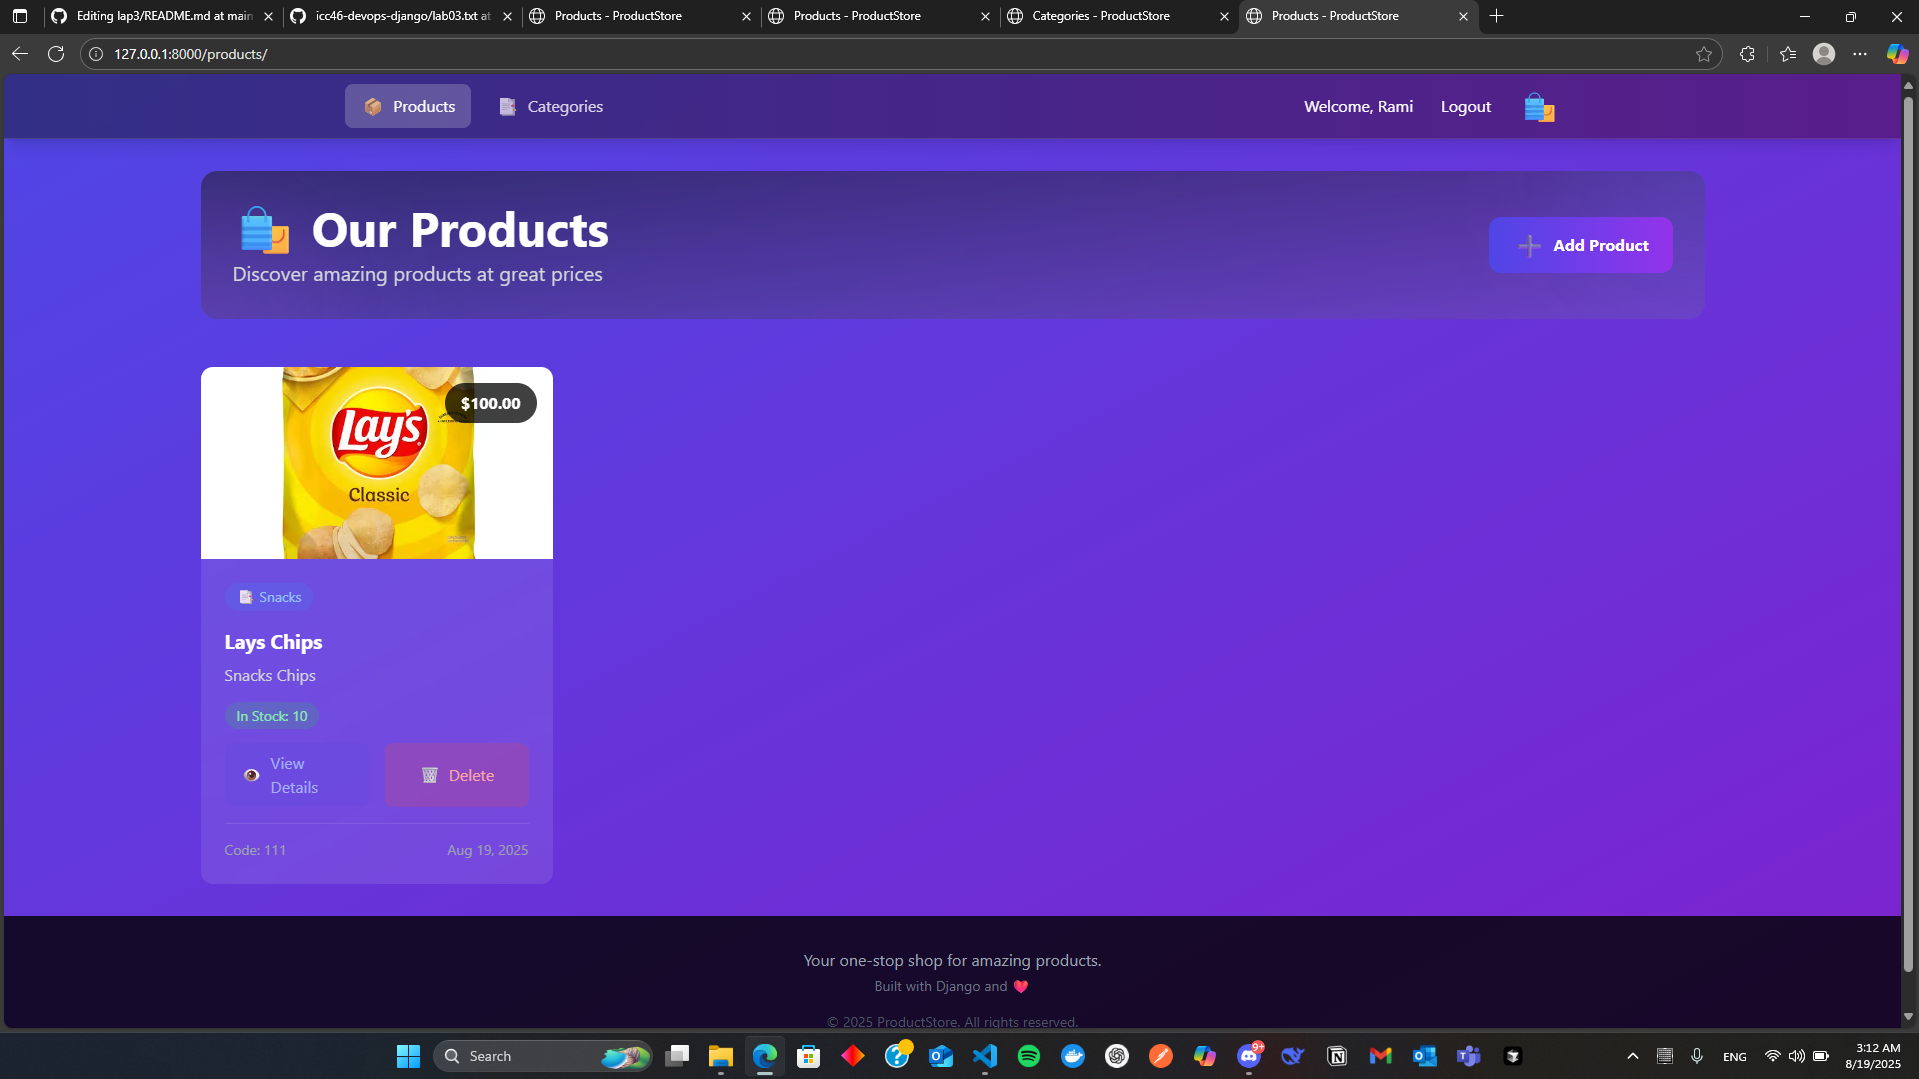 Editing lap3/README.md at main
icc46-devops-django/lab03.txt at
Products - ProductStore
Products - ProductStore
Categories - ProductStore
Products - ProductStore
127.0.0.1:8000/products/
Products
Categories
Welcome, Rami
Logout
Our Products
Discover amazing products at great prices
Add Product
$100.00
Lay's
Classic
Snacks
Lays Chips
Snacks Chips
In Stock: 10
View
Details
Delete
Code: 111
Aug 19, 2025
Your one-stop shop for amazing products.
Built with Django and
© 2025 ProductStore. All rights reserved.
Search
9+
ENG
3:12 AM
8/19/2025